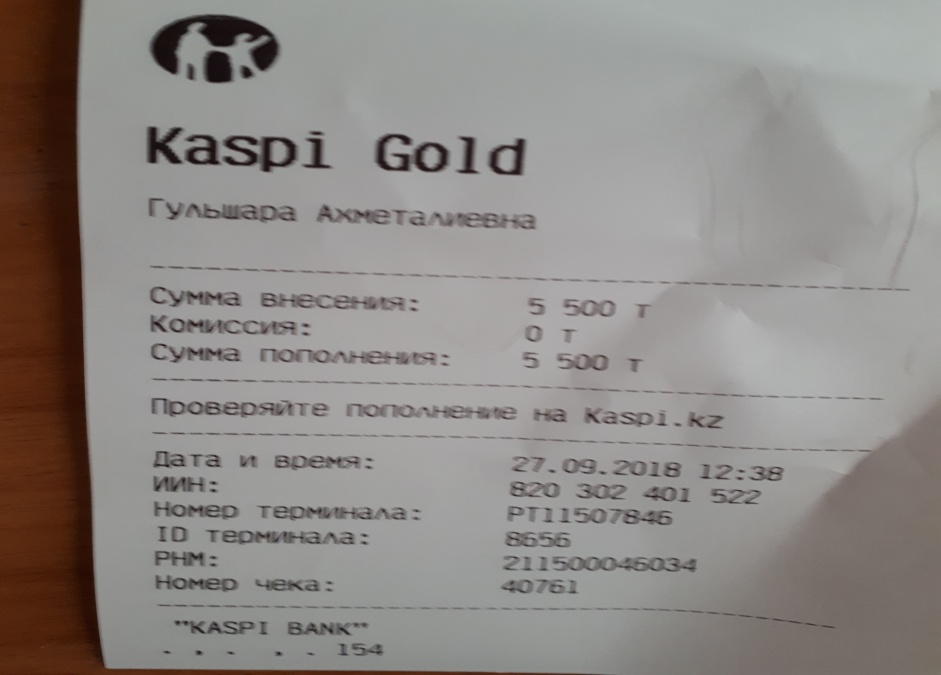 Kaspi Gold
Гульшара Ахметалиевна
Сумма внесения: 5 500 т
Комиссия: 0 т
Сумма пополнения: 5 500 т
Проверяйте пополнение на Kaspi.kz
Дата и время: 27.09.2018 12:38
ИИН: 820 302 401 522
Номер терминала: PT11507846
ID терминала: 8656
РНМ: 211500046034
Номер чека: 40761
"KASPI BANK"
. . . . . 154